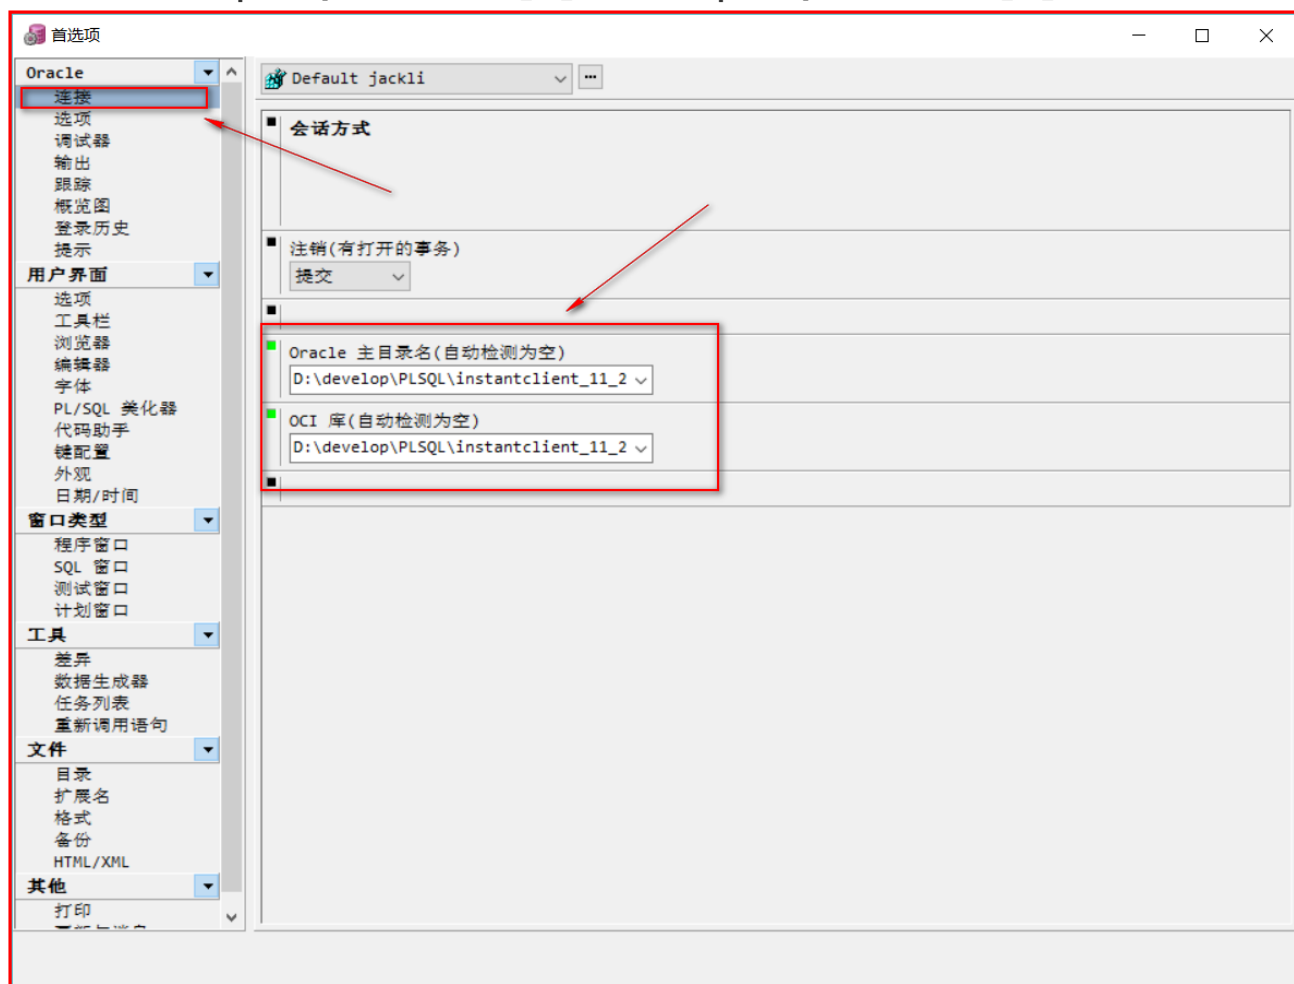 首选项
Oracle
连接
选项
调试器
输出
跟踪
概览图
登录历史
提示
用户界面
选项
工具栏
浏览器
编辑器
字体
PL/SQL 美化器
代码助手
键配置
外观
日期/时间
窗口类型
程序窗口
SQL 窗口
测试窗口
计划窗口
工具
差异
数据生成器
任务列表
重新调用语句
文件
目录
扩展名
格式
备份
HTML/XML
其他
打印
Default jackli
会话方式
注销(有打开的事务)
提交
Oracle 主目录名(自动检测为空)
D:\develop\PLSQL\instantclient_11_2
OCI 库(自动检测为空)
D:\develop\PLSQL\instantclient_11_2